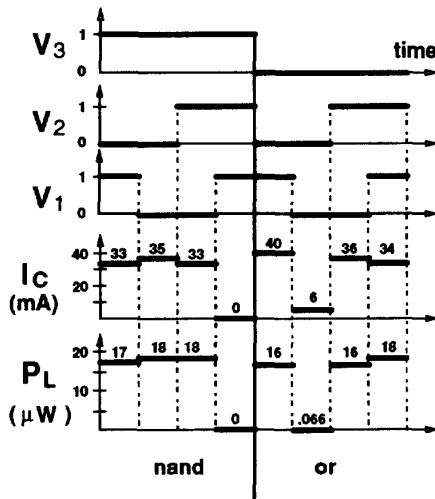 V3 1 0 time
V2 1 0
V1 1 0
IC (mA) 40 20 33 35 33 0 40 6 36 34
PL (μW) 20 10 0 17 18 18 0 16 .066 16 18
nand or